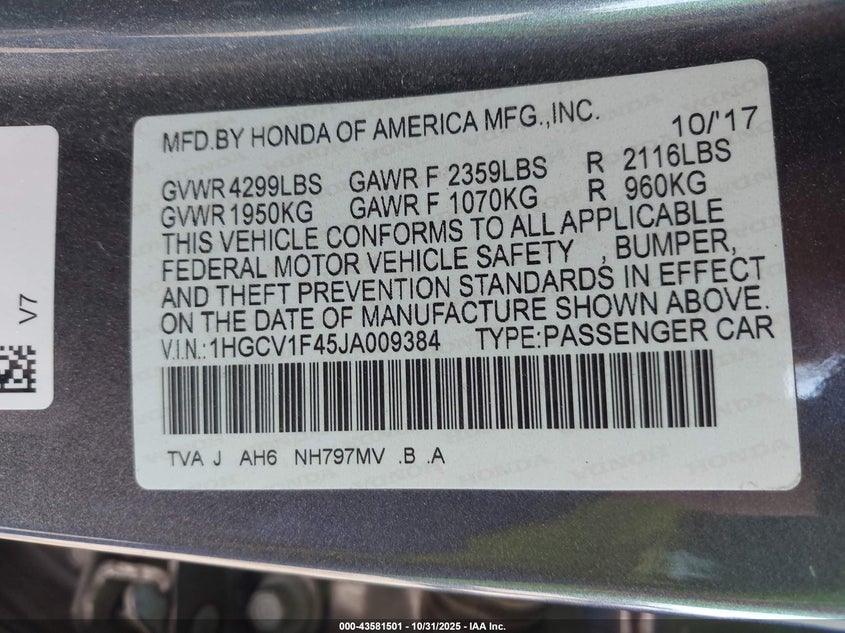 MFD.BY HONDA OF AMERICA MFG.,INC. 10/'17
GVWR 4299LBS GAWR F 2359LBS R 2116LBS
GVWR 1950KG GAWR F 1070KG R 960KG
THIS VEHICLE CONFORMS TO ALL APPLICABLE
FEDERAL MOTOR VEHICLE SAFETY , BUMPER,
AND THEFT PREVENTION STANDARDS IN EFFECT
ON THE DATE OF MANUFACTURE SHOWN ABOVE.
V.I.N.:1HGCV1F45JA009384 TYPE:PASSENGER CAR
TVA J AH6 NH797MV .B .A
V7
000-43581501 - 10/31/2025 - IAA Inc.